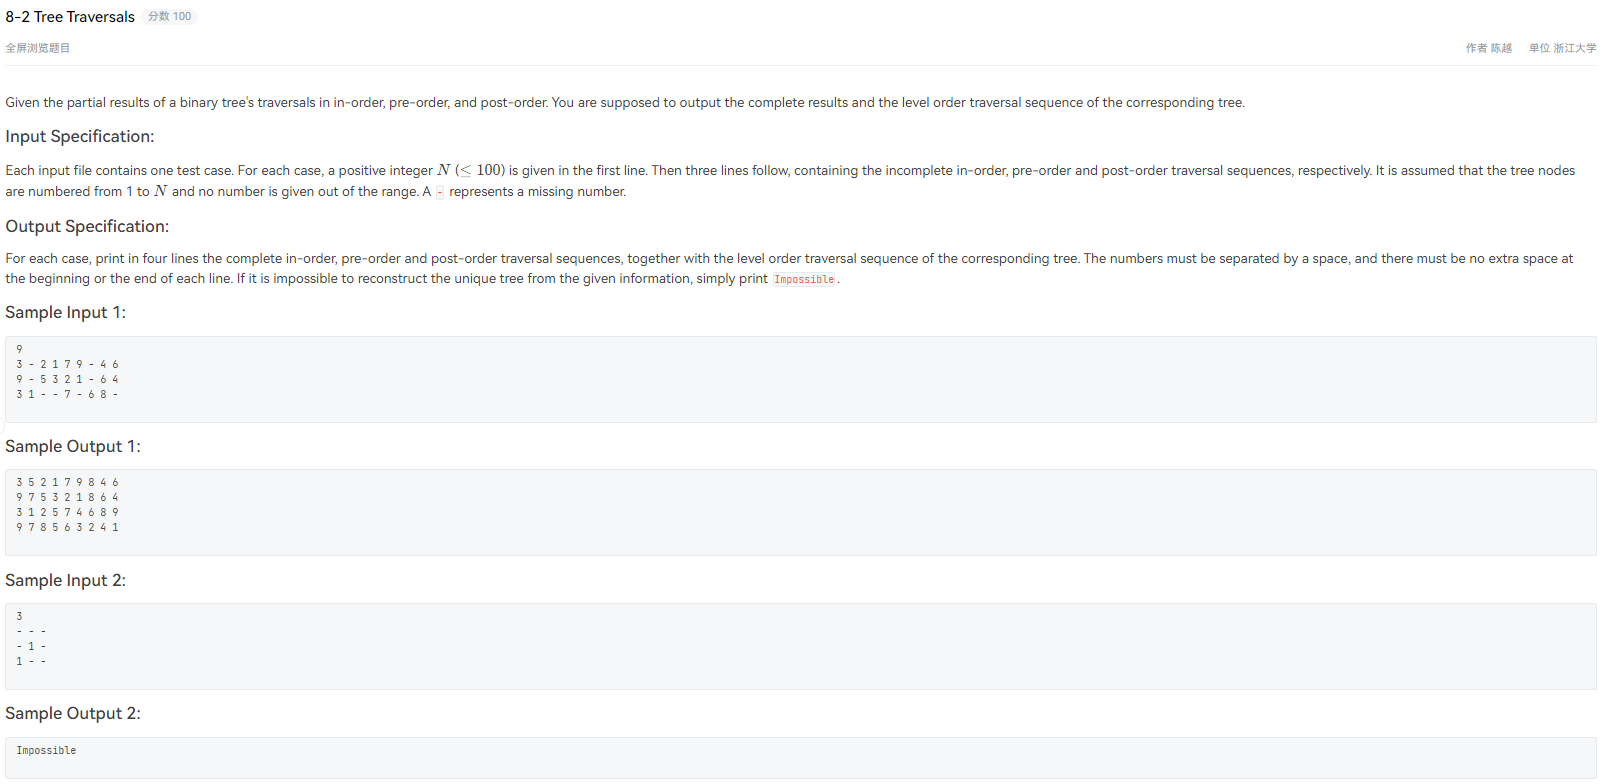 8-2 Tree Traversals 分数 100
全屏浏览题目 作者 陈越 单位 浙江大学
Given the partial results of a binary tree's traversals in in-order, pre-order, and post-order. You are supposed to output the complete results and the level order traversal sequence of the corresponding tree.
Input Specification:
Each input file contains one test case. For each case, a positive integer N (≤ 100) is given in the first line. Then three lines follow, containing the incomplete in-order, pre-order and post-order traversal sequences, respectively. It is assumed that the tree nodes
are numbered from 1 to N and no number is given out of the range. A - represents a missing number.
Output Specification:
For each case, print in four lines the complete in-order, pre-order and post-order traversal sequences, together with the level order traversal sequence of the corresponding tree. The numbers must be separated by a space, and there must be no extra space at
the beginning or the end of each line. If it is impossible to reconstruct the unique tree from the given information, simply print Impossible.
Sample Input 1:
9
3 - 2 1 7 9 - 4 6
9 - 5 3 2 1 - 6 4
3 1 - - 7 - 6 8 -
Sample Output 1:
3 5 2 1 7 9 8 4 6
9 7 5 3 2 1 8 6 4
3 1 2 5 7 4 6 8 9
9 7 8 5 6 3 2 4 1
Sample Input 2:
3
- - -
- 1 -
1 - -
Sample Output 2:
Impossible